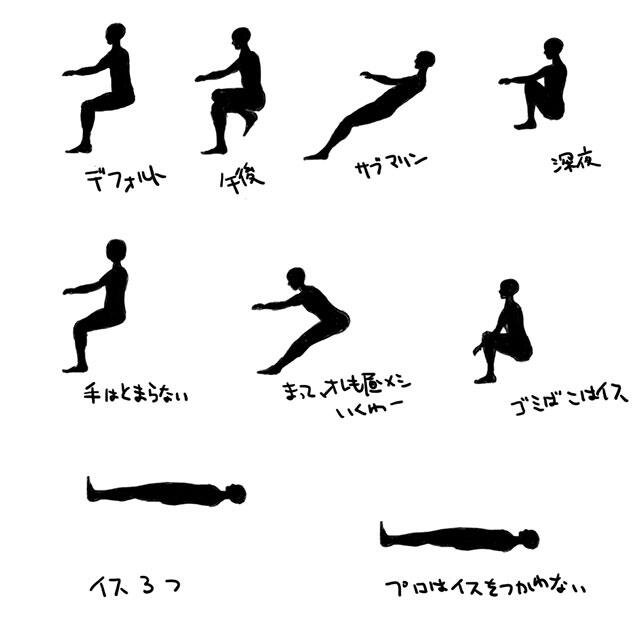 デフォルト
午後
サブマリン
深夜
手はとまらない
まって、オレも昼メシ
いくわー
ゴミばこはイス
イス3つ
プロはイスをつかわない